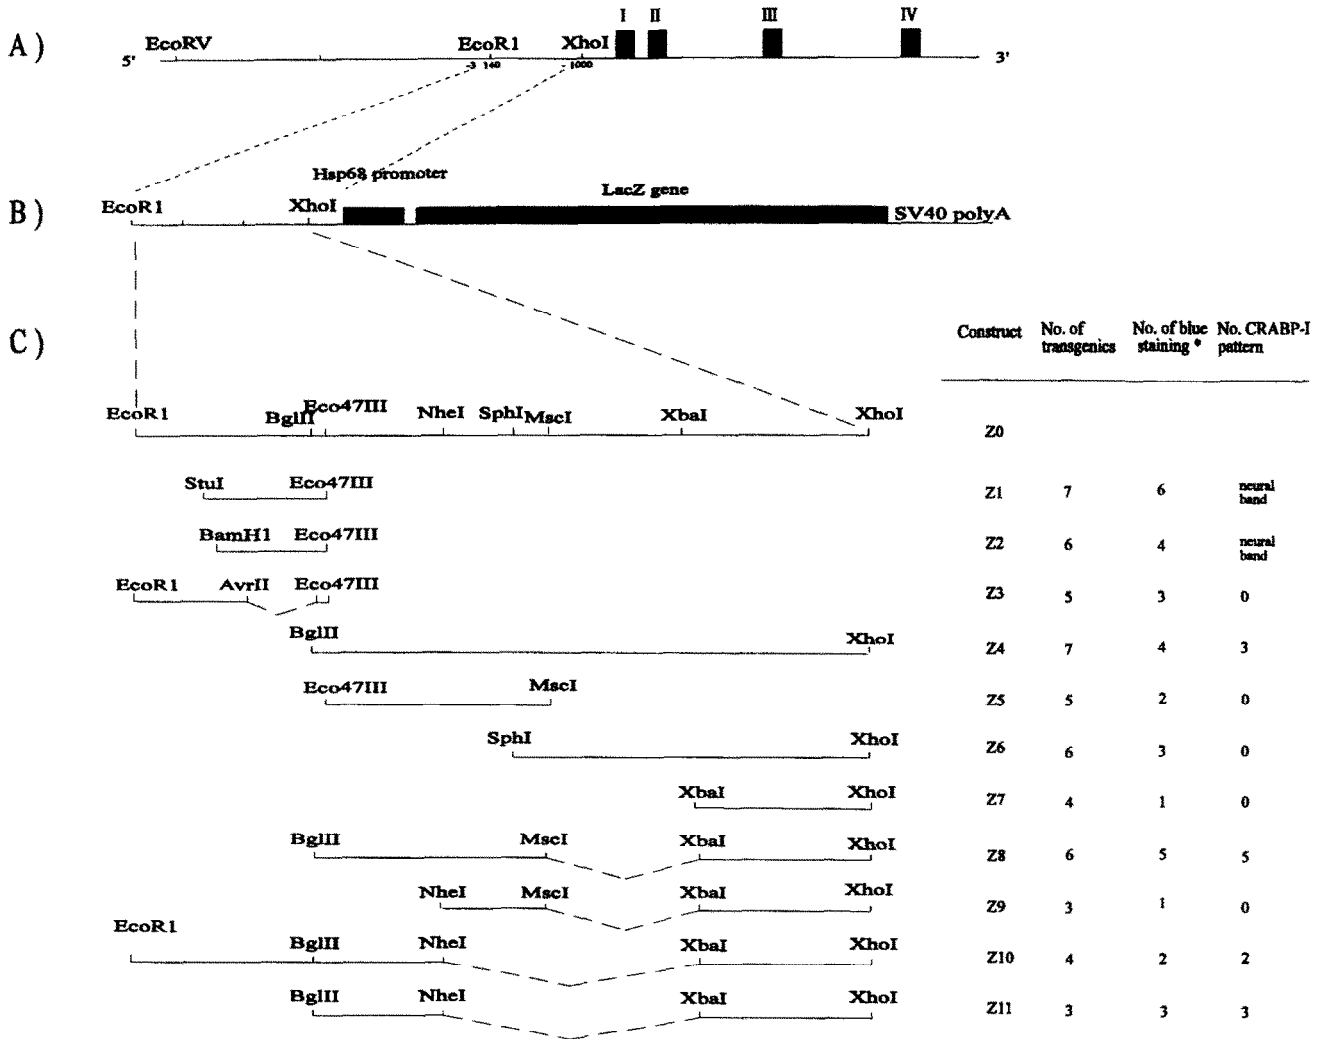 I II III IV
A) EcoRV EcoR1 XhoI
5' -3 140 - 1000 3'
Hsp68 promoter
LacZ gene
B) EcoR1 XhoI SV40 polyA
C)
Construct No. of transgenics No. of blue staining * No. CRABP-I pattern
EcoR1 BglII Eco47III NheI SphI MscI XbaI XhoI Z0
StuI Eco47III Z1 7 6 neural band
BamH1 Eco47III Z2 6 4 neural band
EcoR1 AvrII Eco47III Z3 5 3 0
BglII XhoI Z4 7 4 3
Eco47III MscI Z5 5 2 0
SphI XhoI Z6 6 3 0
XbaI XhoI Z7 4 1 0
BglII MscI XbaI XhoI Z8 6 5 5
NheI MscI XbaI XhoI Z9 3 1 0
EcoR1 BglII NheI XbaI XhoI Z10 4 2 2
BglII NheI XbaI XhoI Z11 3 3 3